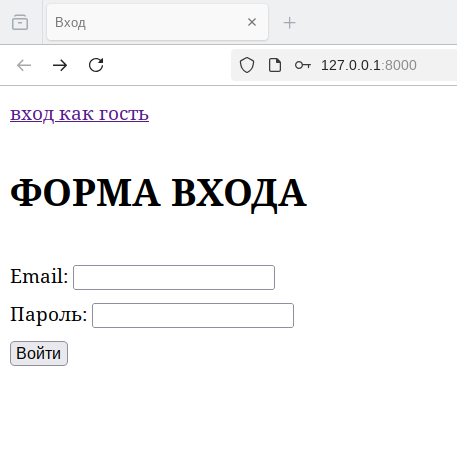 Вход
127.0.0.1:8000
вход как гость
ФОРМА ВХОДА
Email:
Пароль:
Войти